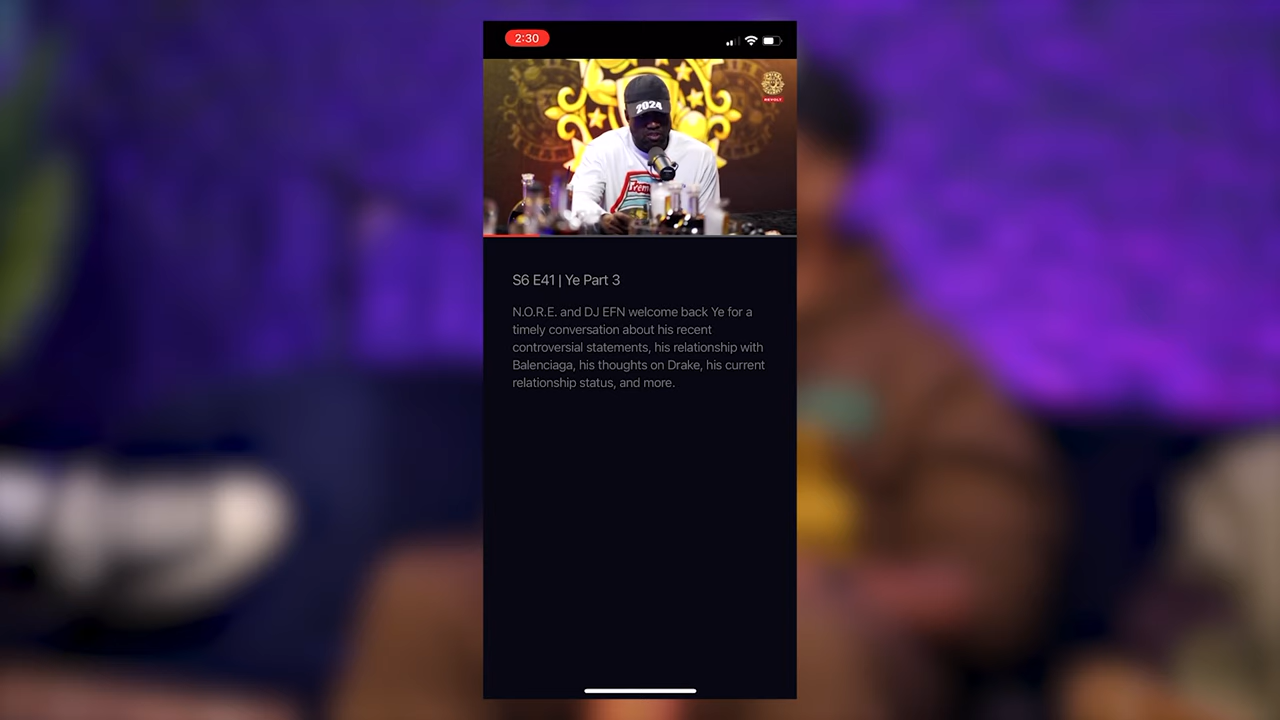 2:30
2024
REVOLT
S6 E41 | Ye Part 3
N.O.R.E. and DJ EFN welcome back Ye for a
timely conversation about his recent
controversial statements, his relationship with
Balenciaga, his thoughts on Drake, his current
relationship status, and more.